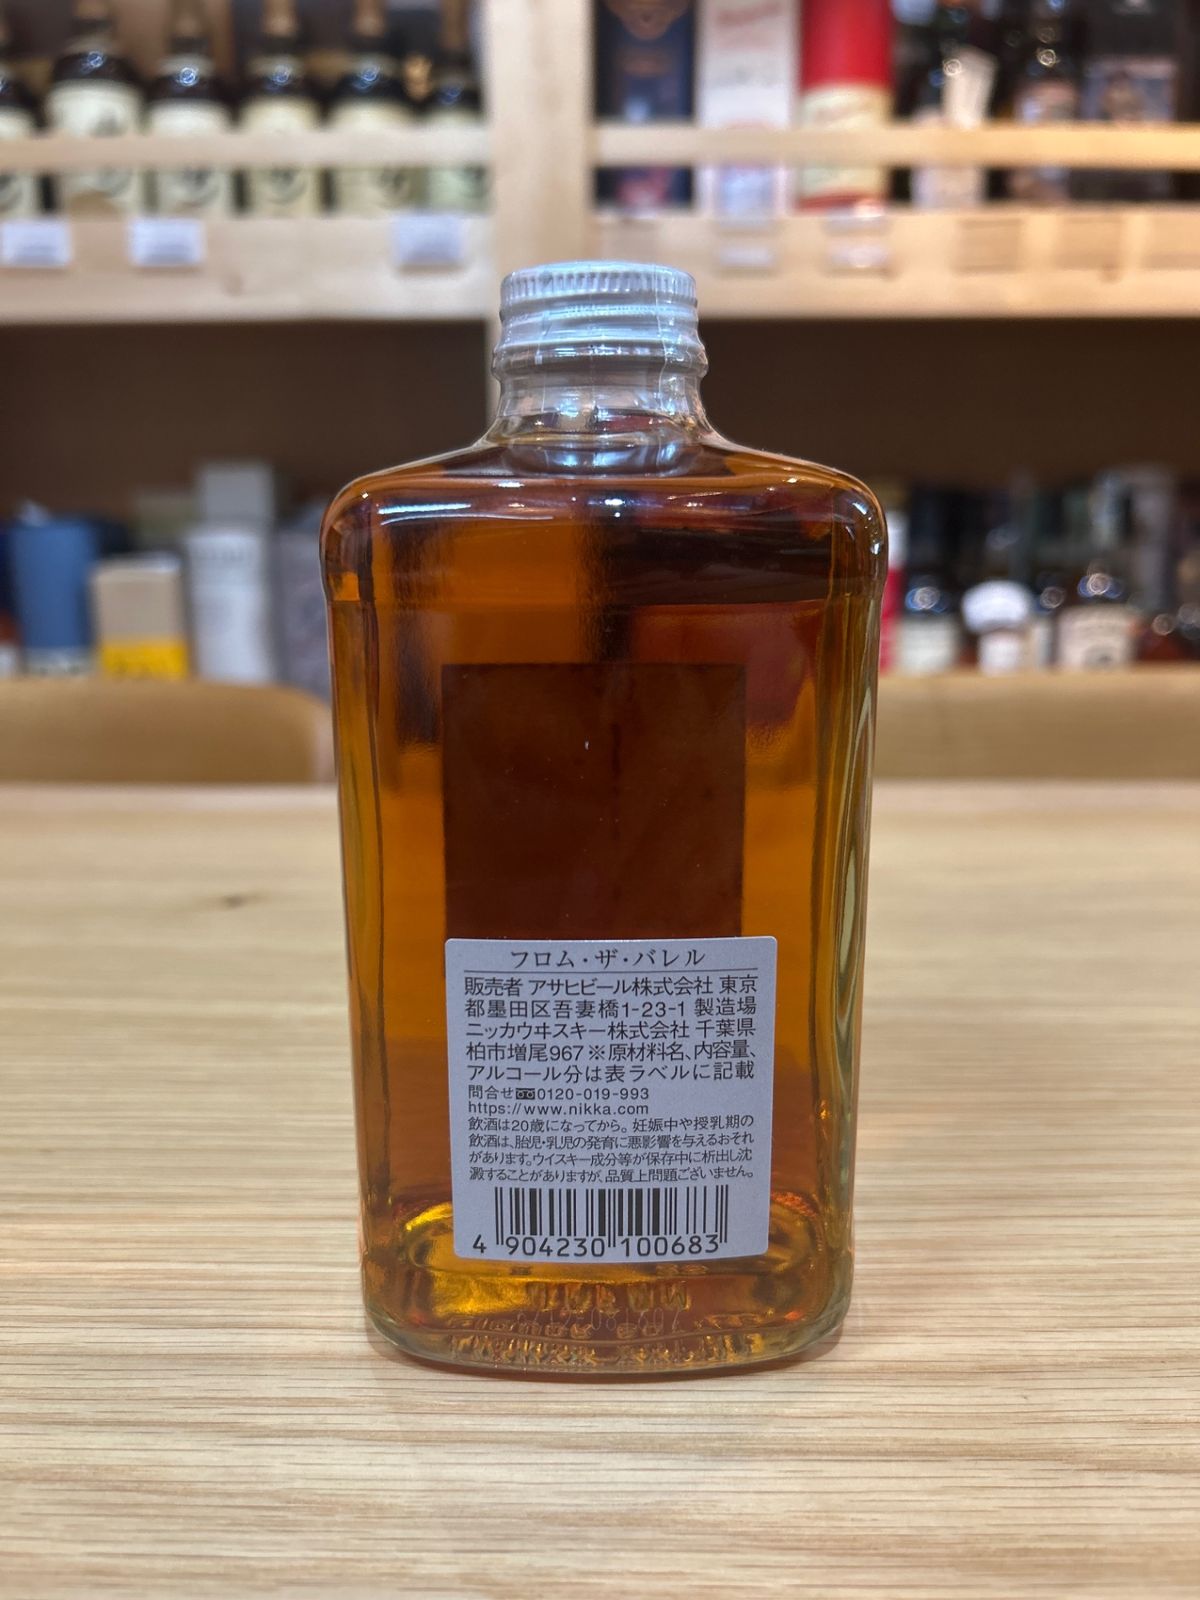 フロム・ザ・バレル
販売者 アサヒビール株式会社 東京
都墨田区吾妻橋1-23-1 製造場
ニッカウヰスキー株式会社 千葉県
柏市増尾967※原材料名、内容量、
アルコール分は表ラベルに記載
問合せ 0120-019-993
https://www.nikka.com
飲酒は20歳になってから。妊娠中や授乳期の
飲酒は、胎児・乳児の発育に悪影響を与えるおそれ
があります。ウイスキー成分等が保存中に析出し沈
澱することがありますが、品質上問題ございません。
4 904230 100683